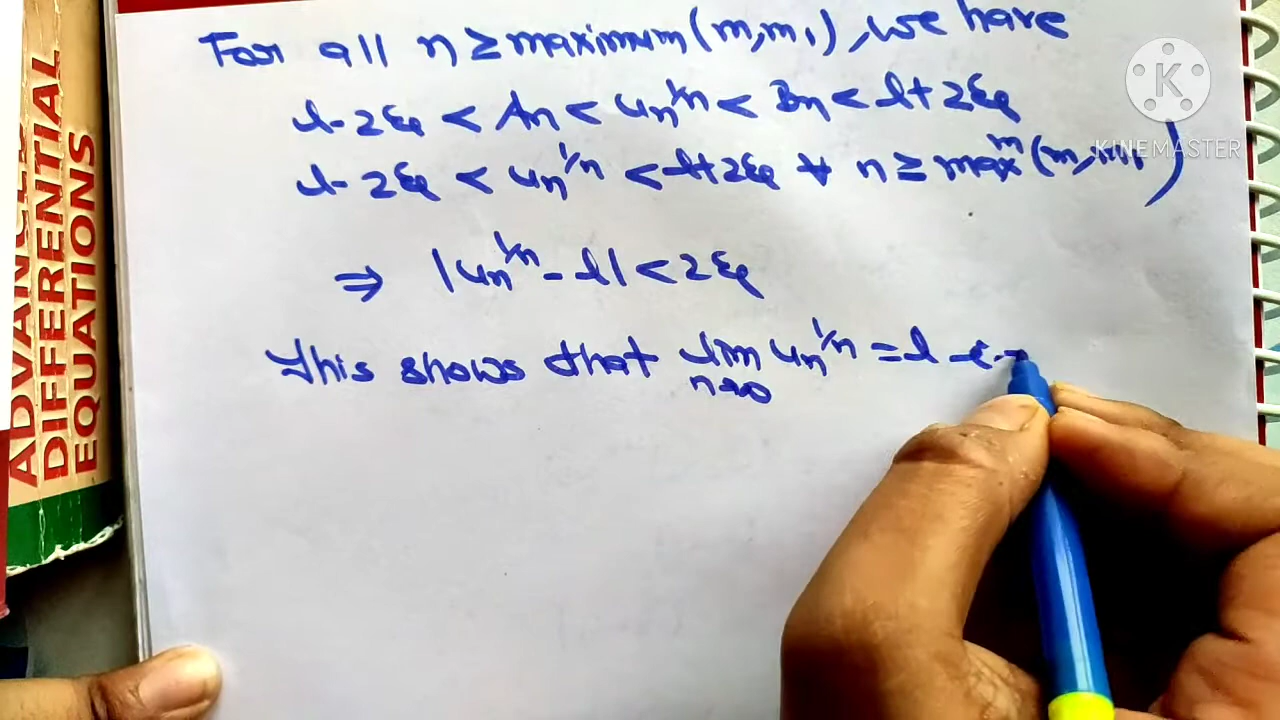 ADVANCED
DIFFERENTIAL
EQUATIONS
K
KINEMASTER
For all n ≥ maximum (m, m₁), we have
l-2ε < An < un^1/n < Bn < l+2ε
l-2ε < un^1/n < l+2ε ∀ n ≥ max^m (m, m₁)
⇒ |un^1/n - l| < 2ε
This shows that lim n→∞ un^1/n = l